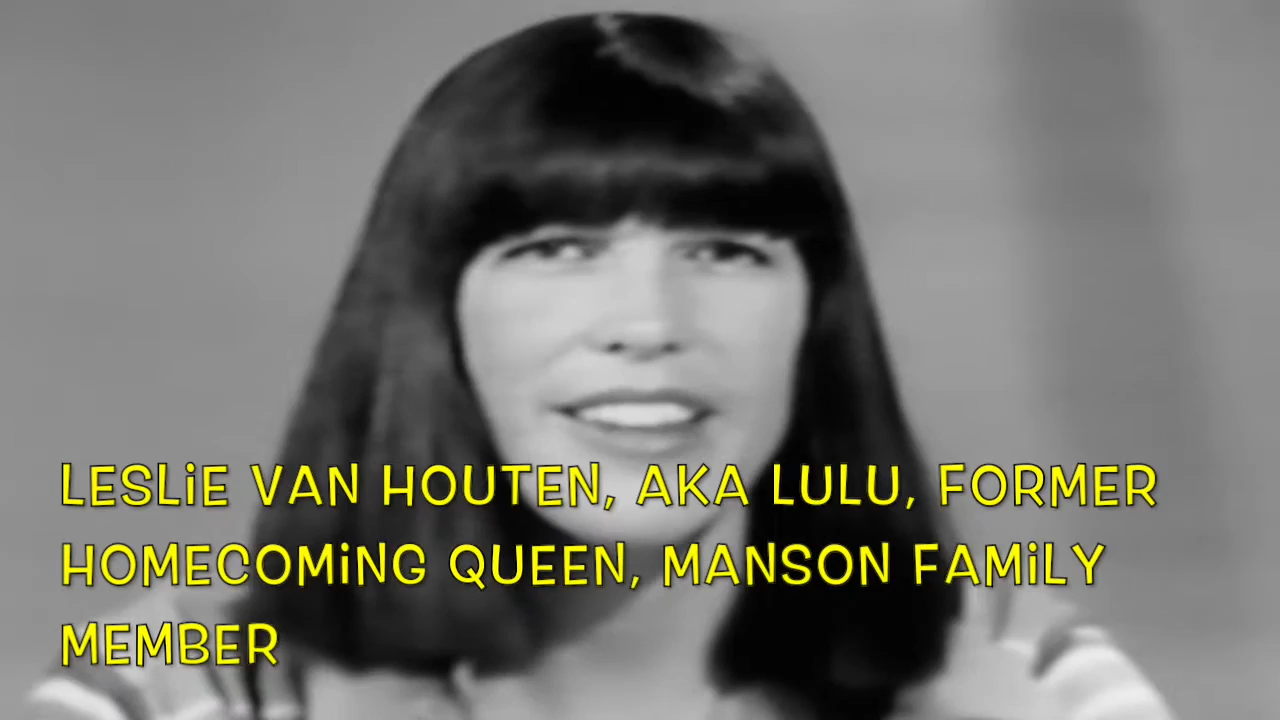 LESLiE VAN HOUTEN, AKA LULU, FORMER
HOMECOMiNG QUEEN, MANSON FAMiLY
MEMBER